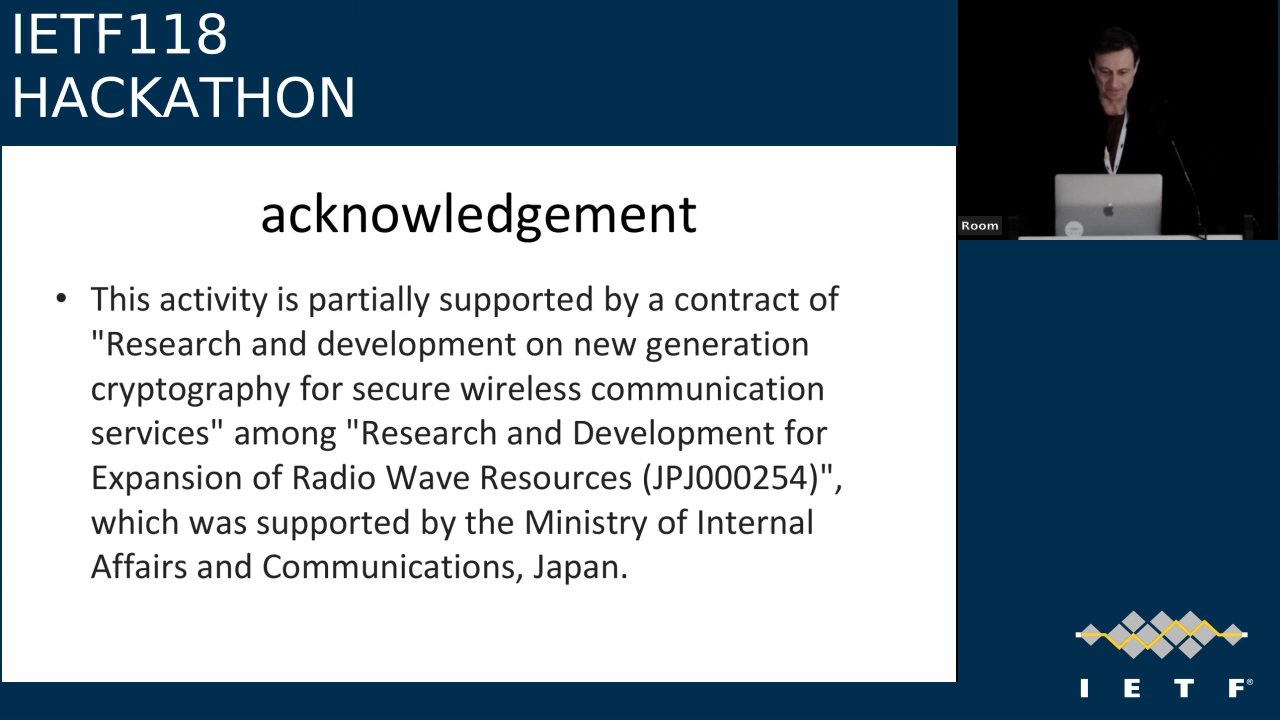 IETF118
HACKATHON
acknowledgement
• This activity is partially supported by a contract of
"Research and development on new generation
cryptography for secure wireless communication
services" among "Research and Development for
Expansion of Radio Wave Resources (JPJ000254)",
which was supported by the Ministry of Internal
Affairs and Communications, Japan.
Room
I E T F®